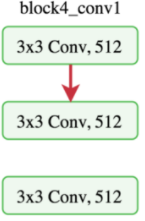 block4_conv1
3x3 Conv, 512
3x3 Conv, 512
3x3 Conv, 512